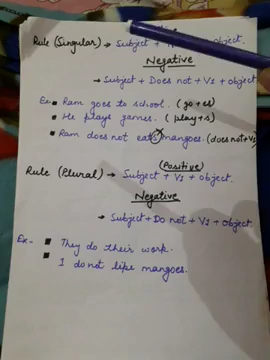 Rule (Singular) → Subject + object.
Negative
→ Subject + Does not + V1 + object
Ex:- ▪ Ram goes to school. (go + es)
▪ He plays games. (play + s)
▪ Ram does not eats mangoes. (does not + V1)
(Positive)
Rule (Plural) → Subject + V1 + object.
Negative
→ Subject + Do not + V1 + object
Ex- ▪ They do their work.
▪ I do not like mangoes.